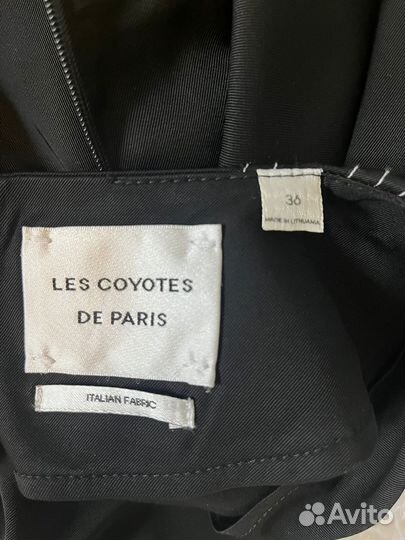 36
MADE IN LITHUANIA
LES COYOTES
DE PARIS
ITALIAN FABRIC
Avito